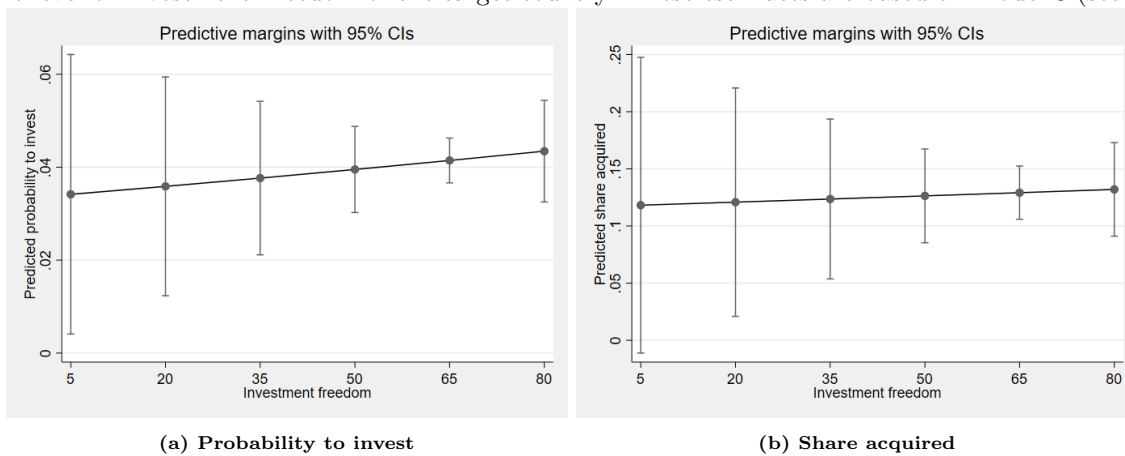 Predictive margins with 95% CIs
Predicted probability to invest
.06
.04
.02
0
5 20 35 50 65 80
Investment freedom
(a) Probability to invest
Predictive margins with 95% CIs
Predicted share acquired
.25
.2
.15
.1
.05
0
5 20 35 50 65 80
Investment freedom
(b) Share acquired